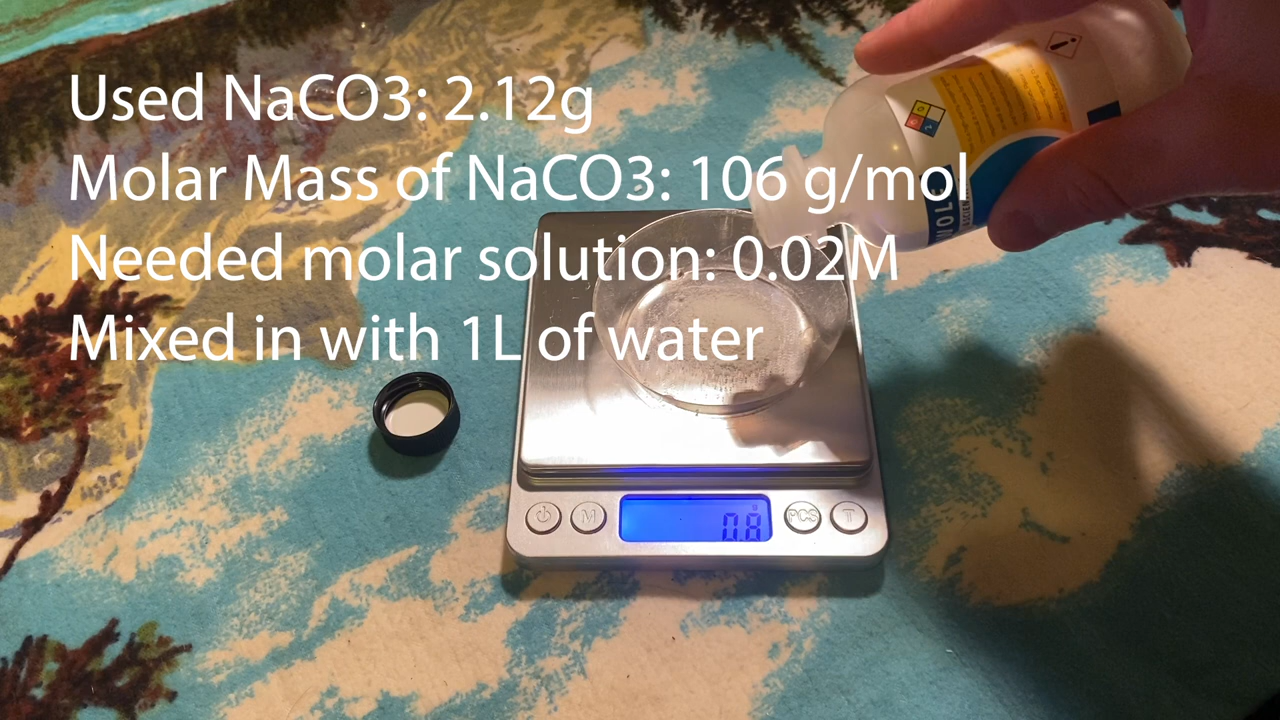 Used NaCO3: 2.12g
Molar Mass of NaCO3: 106 g/mol
Needed molar solution: 0.02M
Mixed in with 1L of water
M
0.8
PCS
T